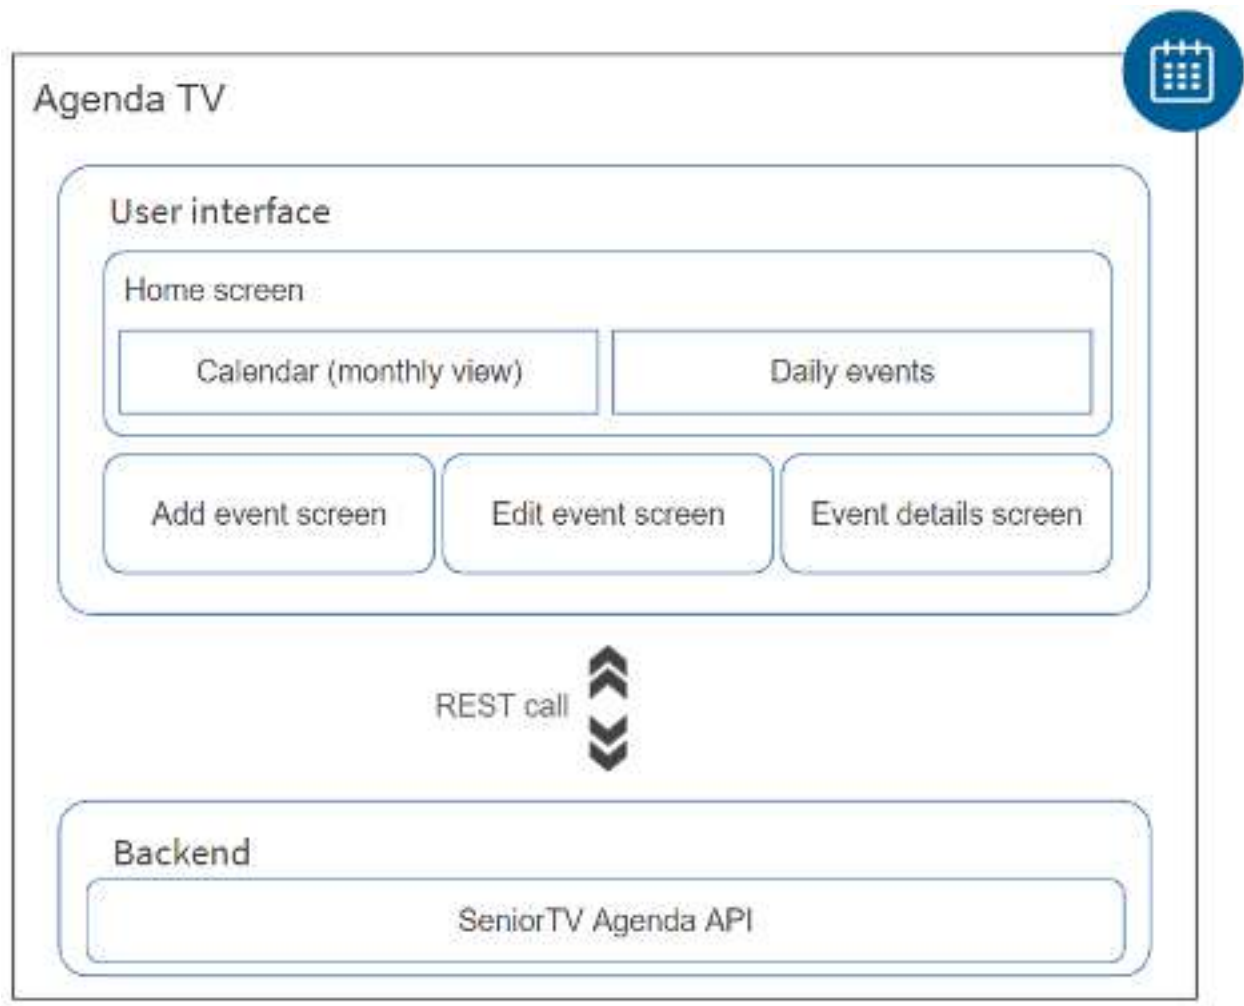 Agenda TV
User interface
Home screen
Calendar (monthly view)
Daily events
Add event screen
Edit event screen
Event details screen
REST call
Backend
SeniorTV Agenda API